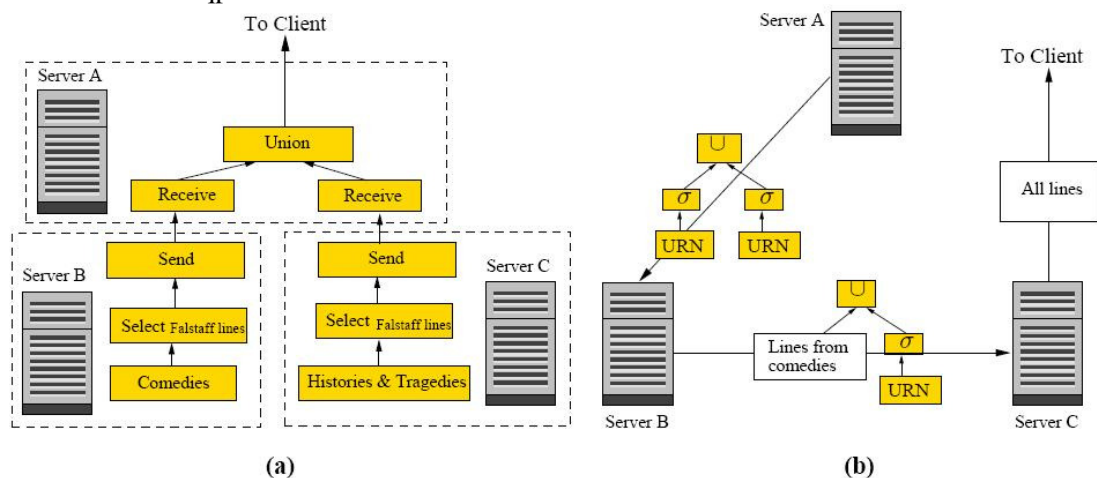 To Client
Server A
Union
Receive
Receive
Send
Server B
Select Falstaff lines
Comedies
Send
Server C
Select Falstaff lines
Histories & Tragedies
(a)
Server A
To Client
∪
σ
σ
URN
URN
All lines
∪
Lines from
comedies
σ
URN
Server B
Server C
(b)